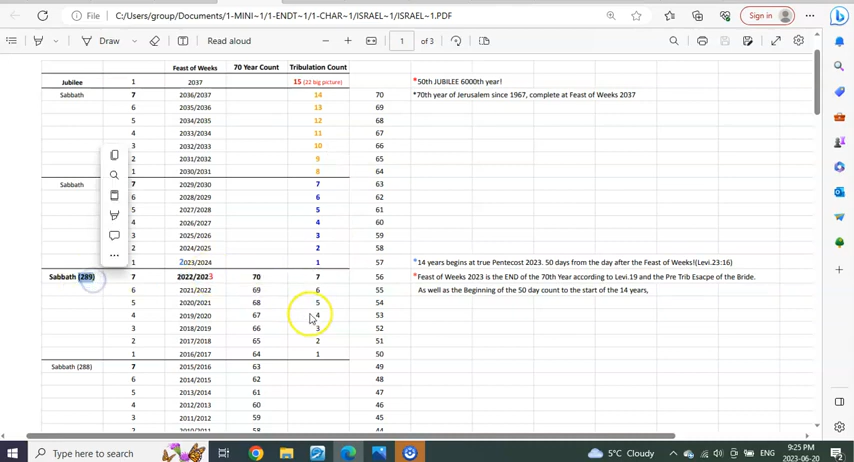 File C:/Users/group/Documents/1-MINI~1/1-ENDT~1/1-CHAR~1/ISRAEL~1/ISRAEL~1.PDF Sign in
Draw Read aloud 1 of 3
Feast of Weeks 70 Year Count Tribulation Count
Jubilee 1 2037 15 (22 big picture) *50th JUBILEE 6000th year!
Sabbath 7 2036/2037 14 70 *70th year of Jerusalem since 1967, complete at Feast of Weeks 2037
6 2035/2036 13 69
5 2034/2035 12 68
4 2033/2034 11 67
3 2032/2033 10 66
2 2031/2032 9 65
1 2030/2031 8 64
Sabbath 7 2029/2030 7 63
6 2028/2029 6 62
5 2027/2028 5 61
4 2026/2027 4 60
3 2025/2026 3 59
2 2024/2025 2 58
1 2023/2024 1 57 *14 years begins at true Pentecost 2023. 50 days from the day after the Feast of Weeks!(Levi.23:16)
Sabbath (289) 7 2022/2023 70 7 56 *Feast of Weeks 2023 is the END of the 70th Year according to Levi.19 and the Pre Trib Esacpe of the Bride.
6 2021/2022 69 6 55 As well as the Beginning of the 50 day count to the start of the 14 years,
5 2020/2021 68 5 54
4 2019/2020 67 4 53
3 2018/2019 66 3 52
2 2017/2018 65 2 51
1 2016/2017 64 1 50
Sabbath (288) 7 2015/2016 63 49
6 2014/2015 62 48
5 2013/2014 61 47
4 2012/2013 60 46
3 2011/2012 59 45
2 2010/2011 58 44
Type here to search 5°C Cloudy ENG 9:25 PM
2023-06-20